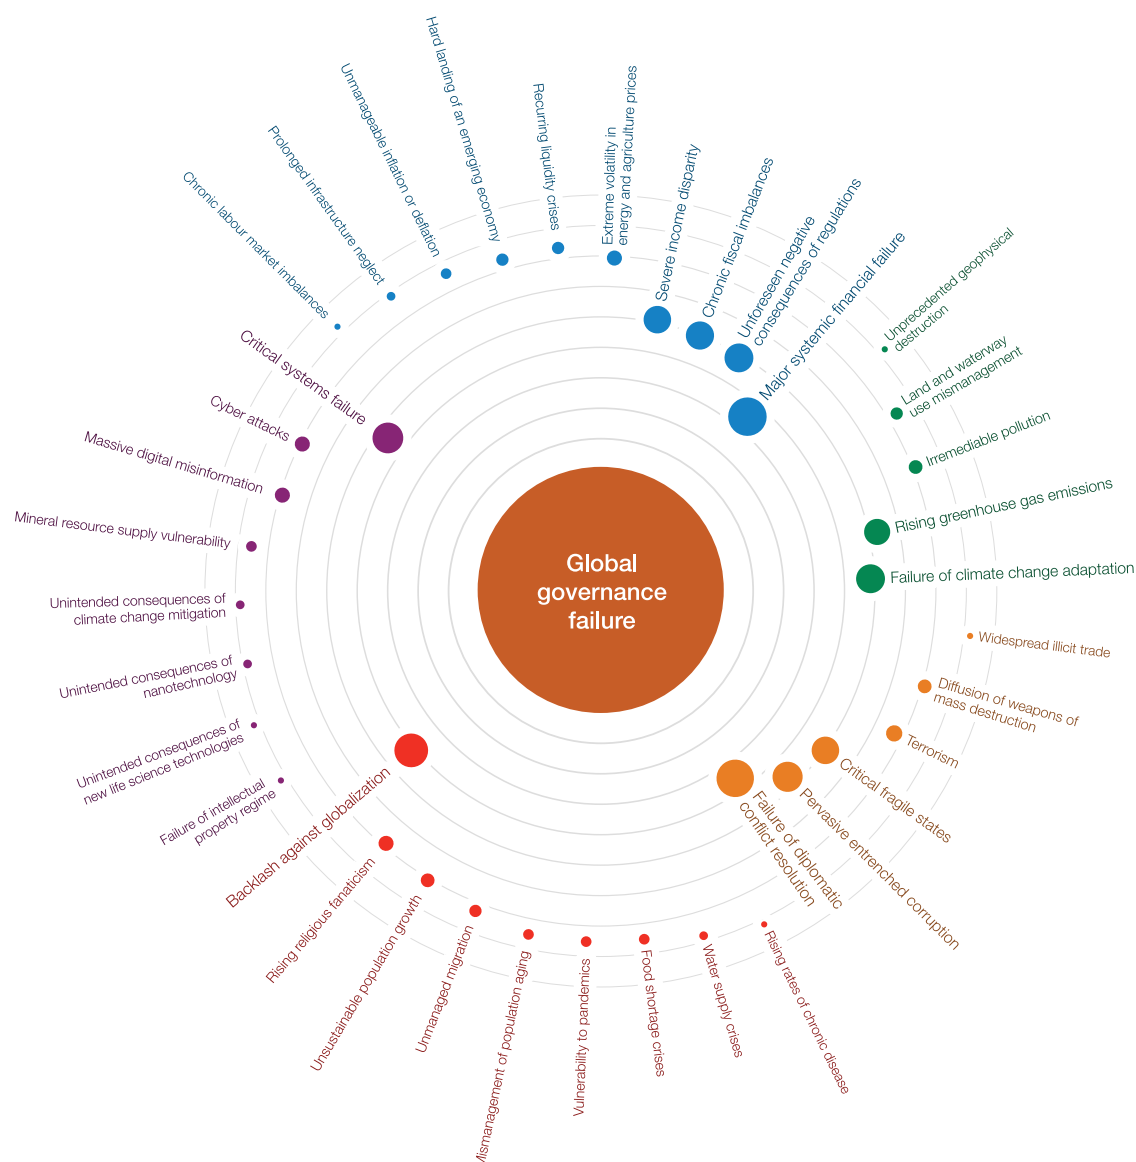 Global
governance
failure
Chronic labour market imbalances
Prolonged infrastructure neglect
Unmanageable inflation or deflation
Hard landing of an emerging economy
Recurring liquidity crises
Extreme volatility in
energy and agriculture prices
Severe income disparity
Chronic fiscal imbalances
Unforeseen negative
consequences of regulations
Major systemic financial failure
Unprecedented geophysical
destruction
Land and waterway
use mismanagement
Irremediable pollution
Rising greenhouse gas emissions
Failure of climate change adaptation
Widespread illicit trade
Diffusion of weapons of
mass destruction
Terrorism
Critical fragile states
Pervasive entrenched corruption
Failure of diplomatic
conflict resolution
Rising rates of chronic disease
Water supply crises
Food shortage crises
Vulnerability to pandemics
Mismanagement of population aging
Unmanaged migration
Unsustainable population growth
Rising religious fanaticism
Backlash against globalization
Failure of intellectual
property regime
Unintended consequences of
new life science technologies
Unintended consequences of
nanotechnology
Unintended consequences of
climate change mitigation
Mineral resource supply vulnerability
Massive digital misinformation
Cyber attacks
Critical systems failure